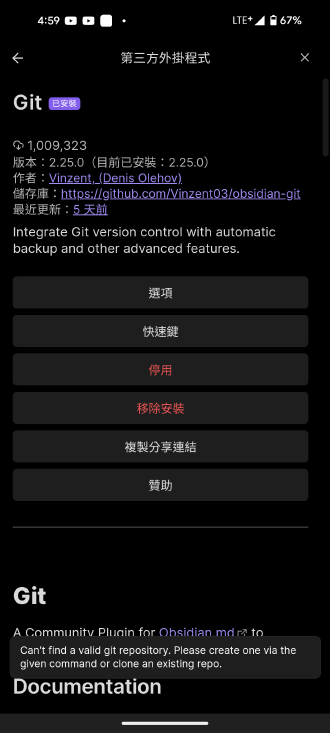 4:59
LTE+ 67%
第三方外掛程式
Git 已安裝
1,009,323
版本：2.25.0（目前已安裝：2.25.0）
作者：Vinzent, (Denis Olehov)
儲存庫：https://github.com/Vinzent03/obsidian-git
最近更新：5 天前
Integrate Git version control with automatic
backup and other advanced features.
選項
快速鍵
停用
移除安裝
複製分享連結
贊助
Git
A Community Plugin for Obsidian.md to
Can't find a valid git repository. Please create one via the
given command or clone an existing repo.
Documentation